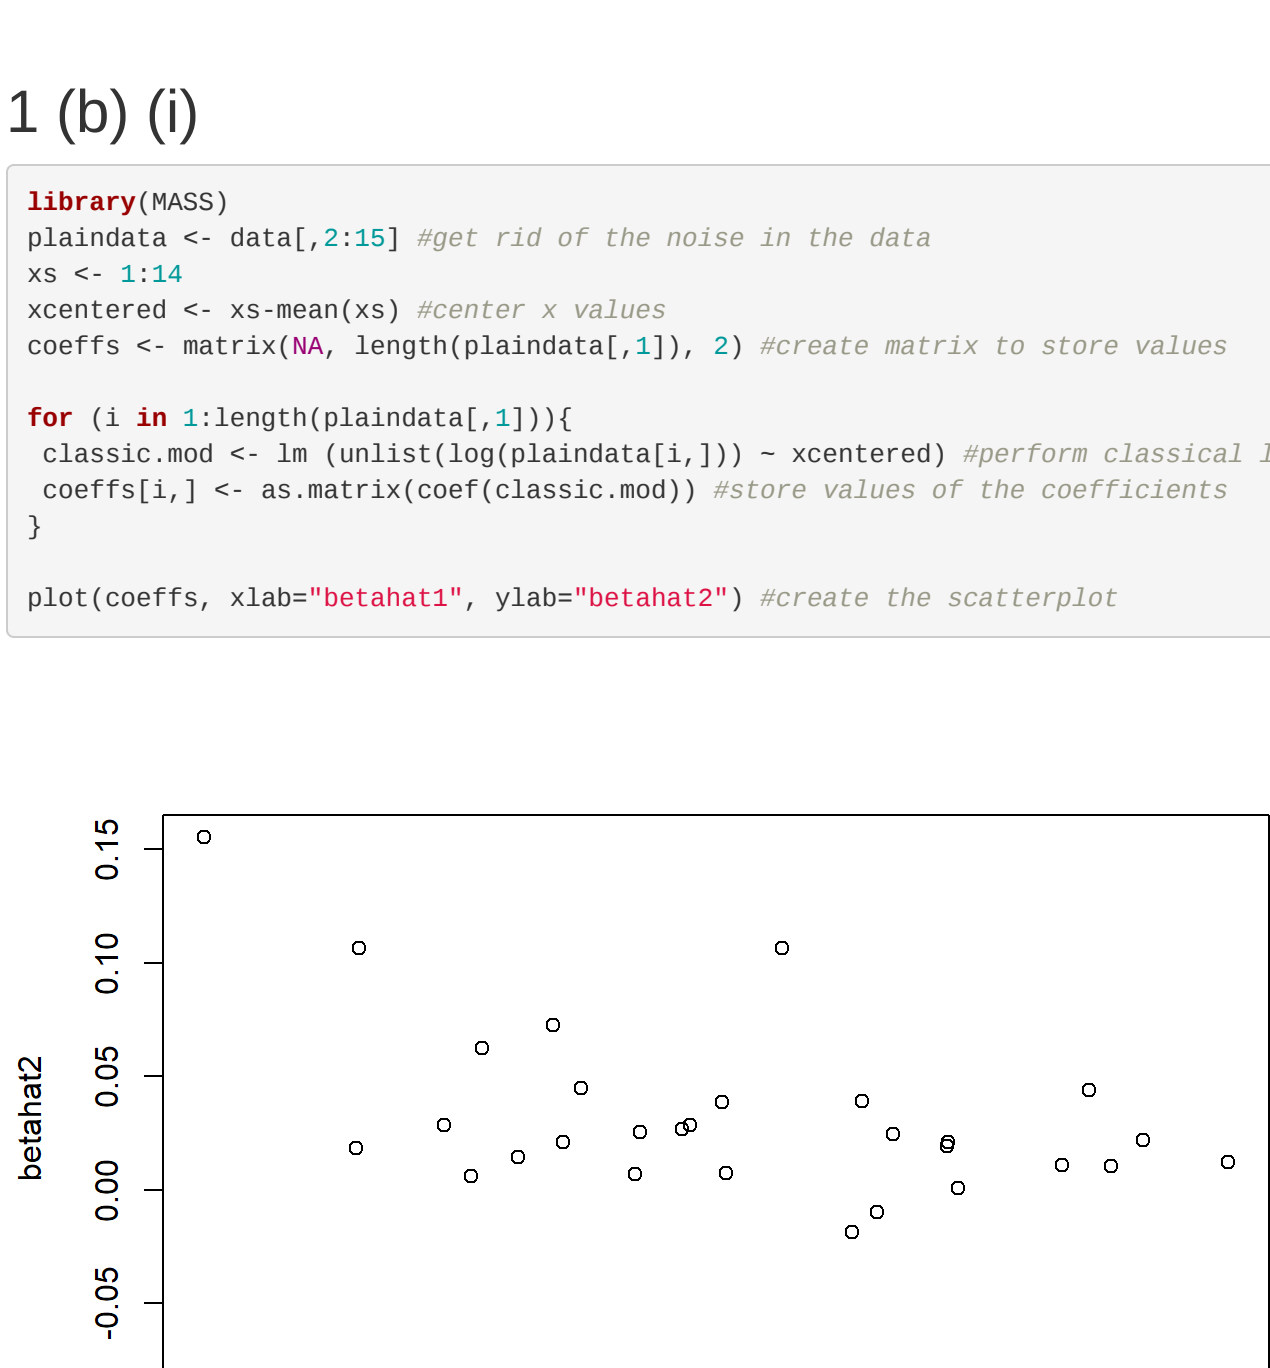 1 (b) (i)
library(MASS)
plaindata <- data[,2:15] #get rid of the noise in the data
xs <- 1:14
xcentered <- xs-mean(xs) #center x values
coeffs <- matrix(NA, length(plaindata[,1]), 2) #create matrix to store values
for (i in 1:length(plaindata[,1])){
classic.mod <- lm (unlist(log(plaindata[i,])) ~ xcentered) #perform classical
coeffs[i,] <- as.matrix(coef(classic.mod)) #store values of the coefficients
}
plot(coeffs, xlab="betahat1", ylab="betahat2") #create the scatterplot
0.15
0.10
0.05
0.00
-0.05
betahat2